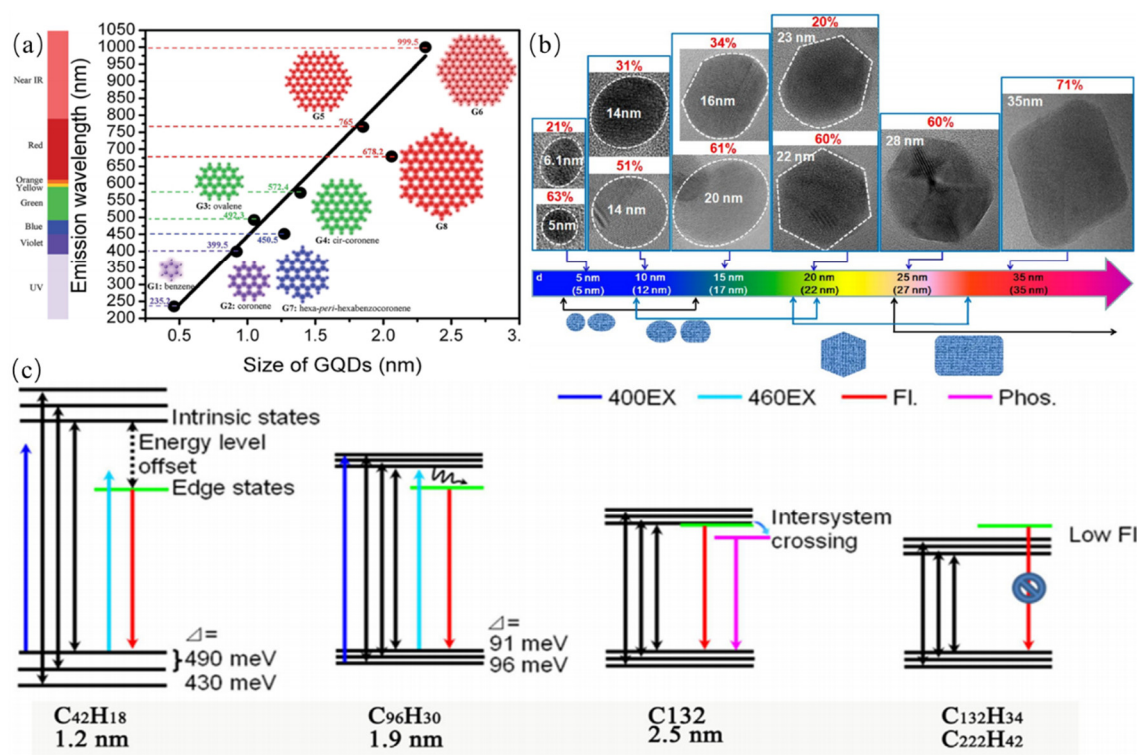 (a)
1050
1000
950
900
850
800
750
700
650
600
550
500
450
400
350
300
250
200
Near IR
Red
Orange
Yellow
Green
Blue
Violet
UV
Emission wavelength (nm)
999.5
765
678.2
572.4
492.3
450.5
399.5
235.2
G5
G6
G3: ovalene
G4: cir-coronene
G8
G1: benzene
G2: coronene
G7: hexa-peri-hexabenzocoronene
0.5 1.0 1.5 2.0 2.5 3.
Size of GQDs (nm)
(b)
21%
6.1nm
63%
5nm
31%
14nm
51%
14 nm
34%
16nm
61%
20 nm
20%
23 nm
60%
22 nm
60%
28 nm
71%
35nm
d 5 nm 10 nm 15 nm 20 nm 25 nm 35 nm
(5 nm) (12 nm) (17 nm) (22 nm) (27 nm) (35 nm)
(c)
400EX 460EX Fl. Phos.
Intrinsic states
Energy level
offset
Edge states
⊿=
490 meV
430 meV
C42H18
1.2 nm
⊿=
91 meV
96 meV
C96H30
1.9 nm
Intersystem
crossing
C132
2.5 nm
Low Fl
C132H34
C222H42